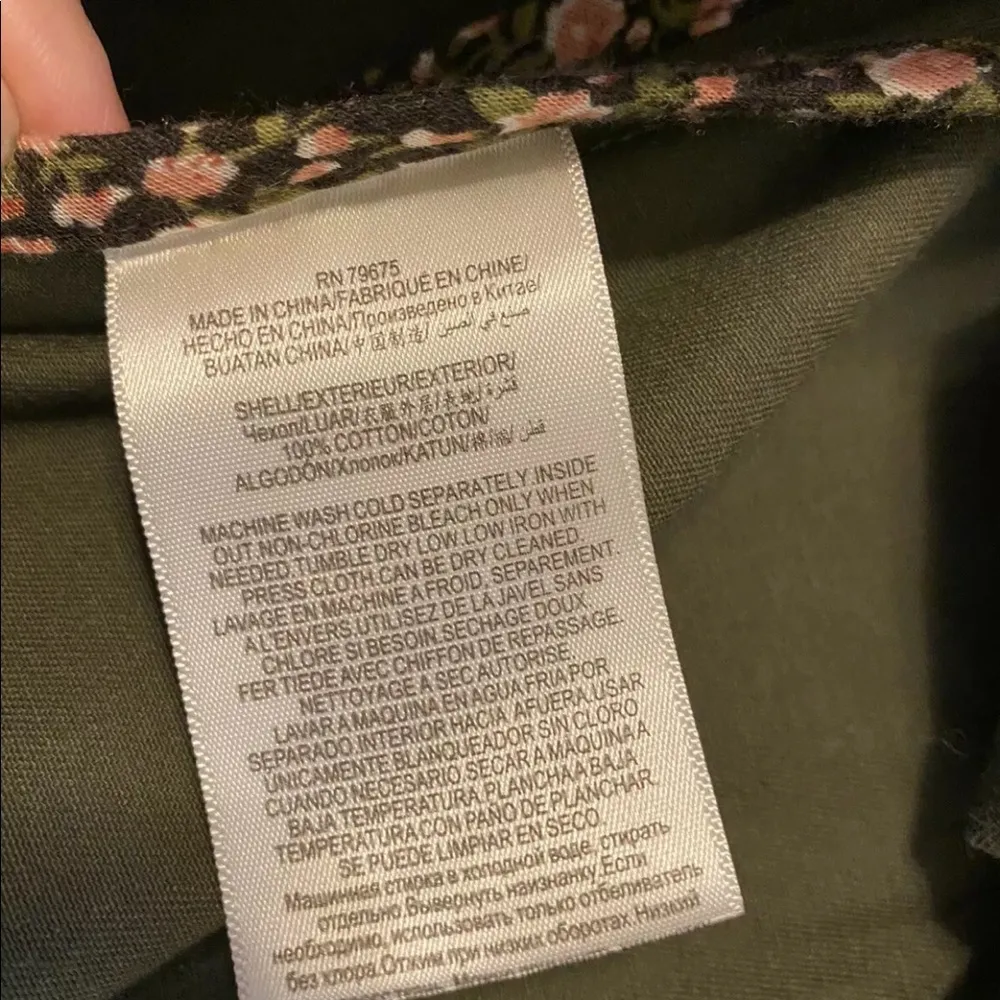 RN 79675
MADE IN CHINA/FABRIQUÉ EN CHINE/
HECHO EN CHINA/Произведено в Китае/
BUATAN CHINA/中国制造/ صنع في الصين
SHELL/EXTERIEUR/EXTERIOR/
Чехол/LUAR/衣服外层/表地/ قشرة
100% COTTON/COTON/
ALGODÓN/Хлопок/KATUN/棉/綿/ قطن
MACHINE WASH COLD SEPARATELY.INSIDE
OUT.NON-CHLORINE BLEACH ONLY WHEN
NEEDED.TUMBLE DRY LOW.LOW IRON WITH
PRESS CLOTH.CAN BE DRY CLEANED.
LAVAGE EN MACHINE A FROID. SEPAREMENT.
A L'ENVERS.UTILISEZ DE LA JAVEL SANS
CHLORE SI BESOIN.SECHAGE DOUX.
FER TIEDE AVEC CHIFFON DE REPASSAGE.
NETTOYAGE A SEC AUTORISE.
LAVAR A MAQUINA EN AGUA FRIA POR
SEPARADO.INTERIOR HACIA AFUERA.USAR
UNICAMENTE BLANQUEADOR SIN CLORO
CUANDO NECESARIO.SECAR A MAQUINA A
BAJA TEMPERATURA.PLANCHA A BAJA
TEMPERATURA CON PAÑO DE PLANCHAR
SE PUEDE LIMPIAR EN SECO.
Машинная стирка в холодной воде, стирать
отдельно.Вывернуть наизнанку.Если
необходимо, использовать только отбеливатель
без хлора.Отжим при низких оборотах.Низкий